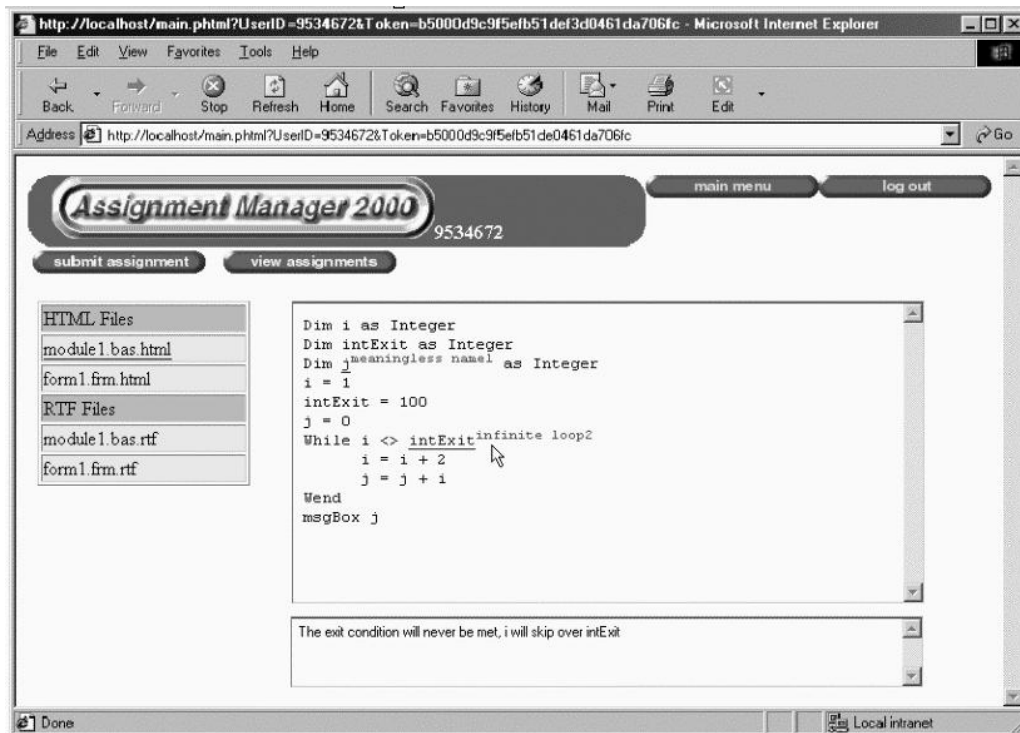 http://localhost/main.phtml?UserID=9534672&Token=b5000d9c9f5efb51def3d0461da706fc - Microsoft Internet Explorer
File Edit View Favorites Tools Help
Back Forward Stop Refresh Home Search Favorites History Mail Print Edit
Address http://localhost/main.phtml?UserID=9534672&Token=b5000d9c9f5efb51de0461da706fc Go
Assignment Manager 2000
9534672
main menu log out
submit assignment view assignments
HTML Files
module1.bas.html
form1.frm.html
RTF Files
module1.bas.rtf
form1.frm.rtf
Dim i as Integer
Dim intExit as Integer
Dim j meaningless name1 as Integer
i = 1
intExit = 100
j = 0
While i <> intExit infinite loop2
i = i + 2
j = j + i
Wend
msgBox j
The exit condition will never be met, i will skip over intExit
Done Local intranet